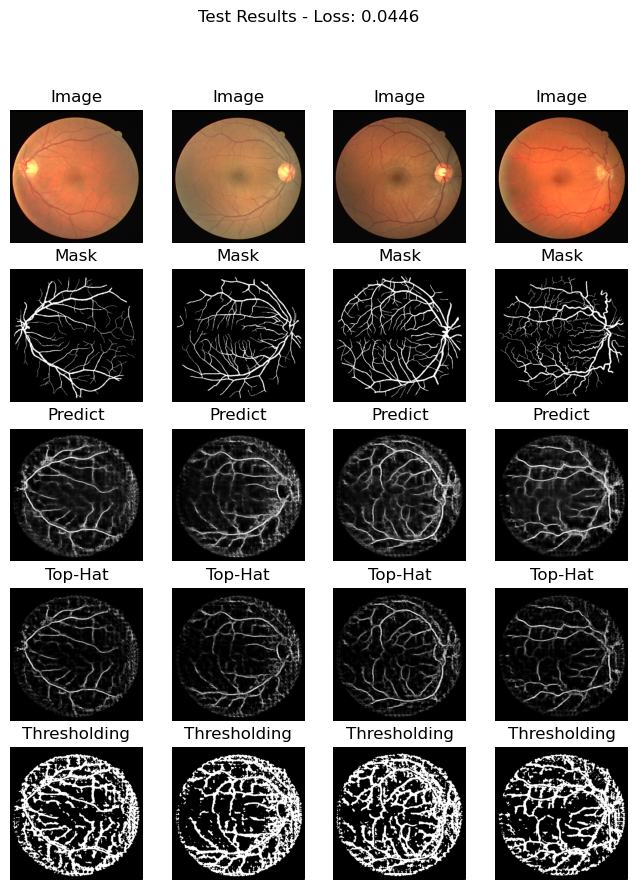 Test Results - Loss: 0.0446
Image Image Image Image
Mask Mask Mask Mask
Predict Predict Predict Predict
Top-Hat Top-Hat Top-Hat Top-Hat
Thresholding Thresholding Thresholding Thresholding